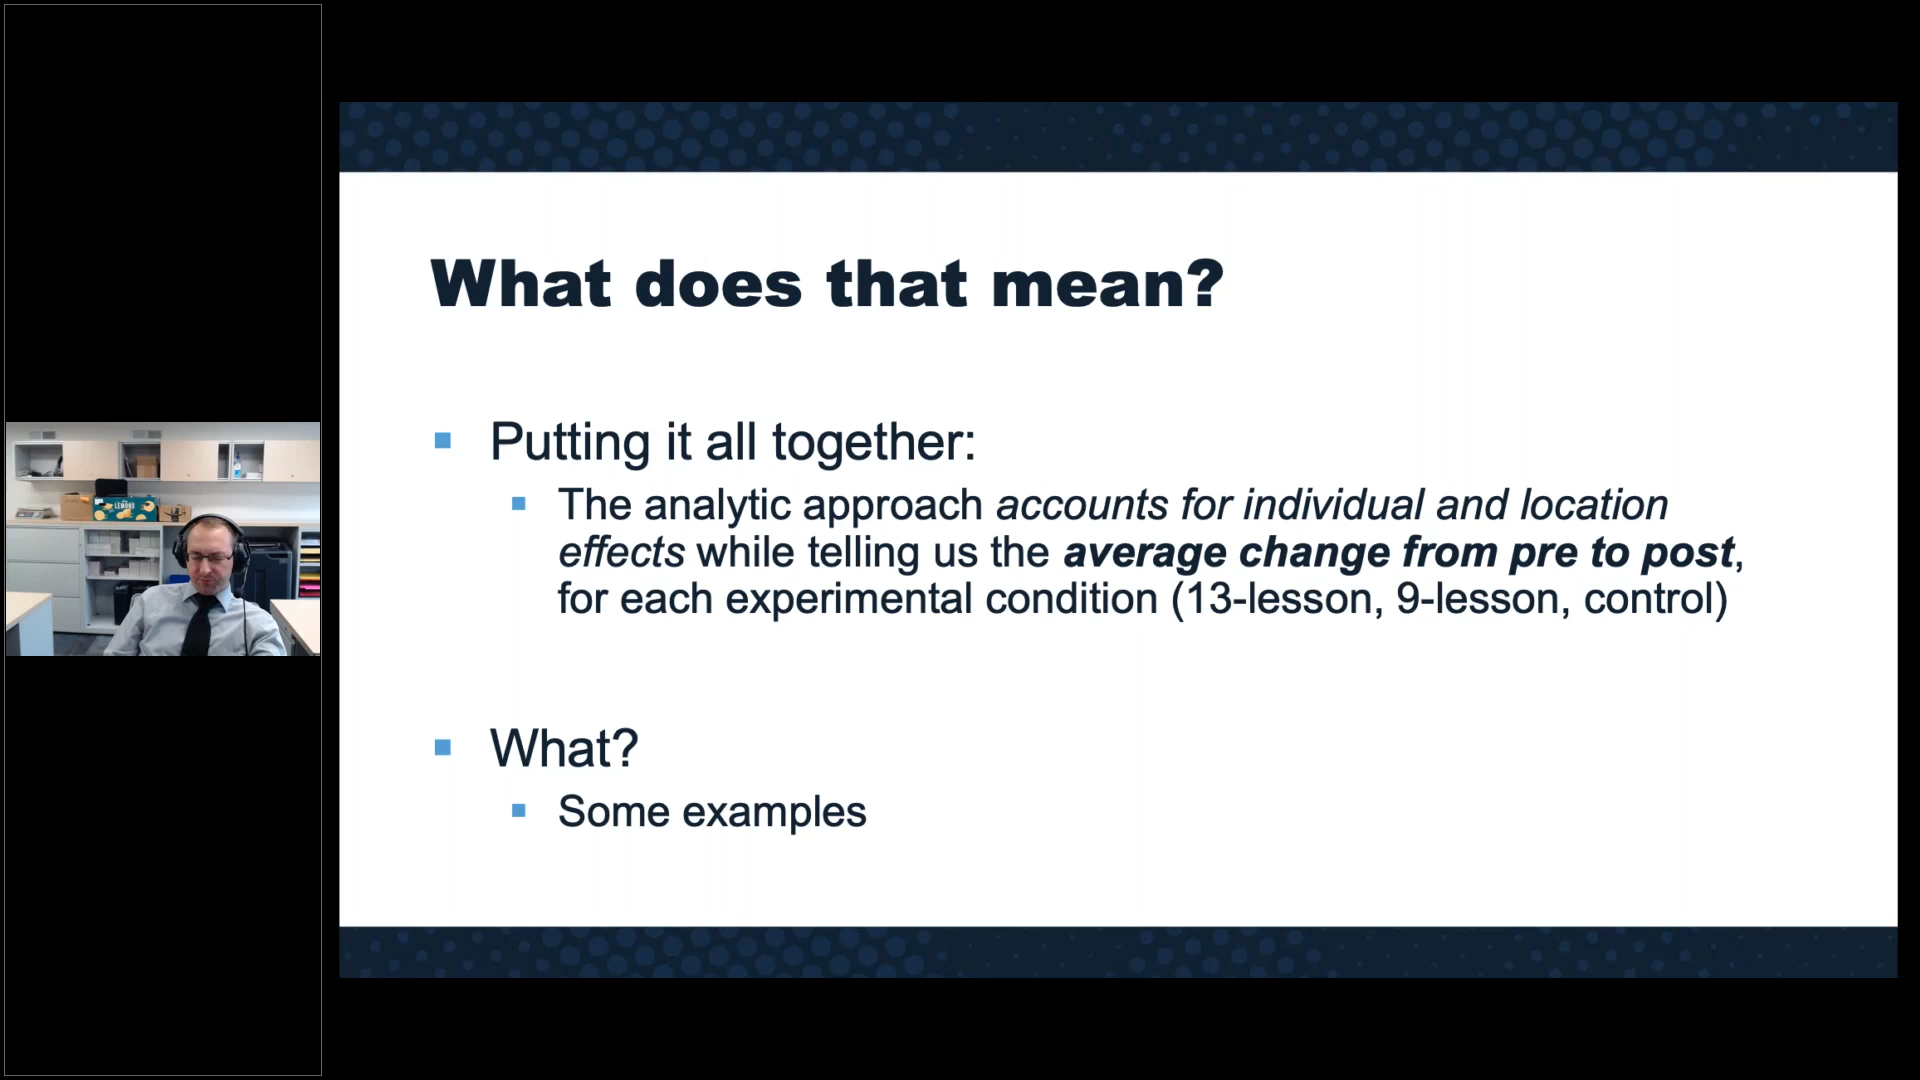 What does that mean?
Putting it all together:
The analytic approach accounts for individual and location
effects while telling us the average change from pre to post,
for each experimental condition (13-lesson, 9-lesson, control)
What?
Some examples
LEMONS